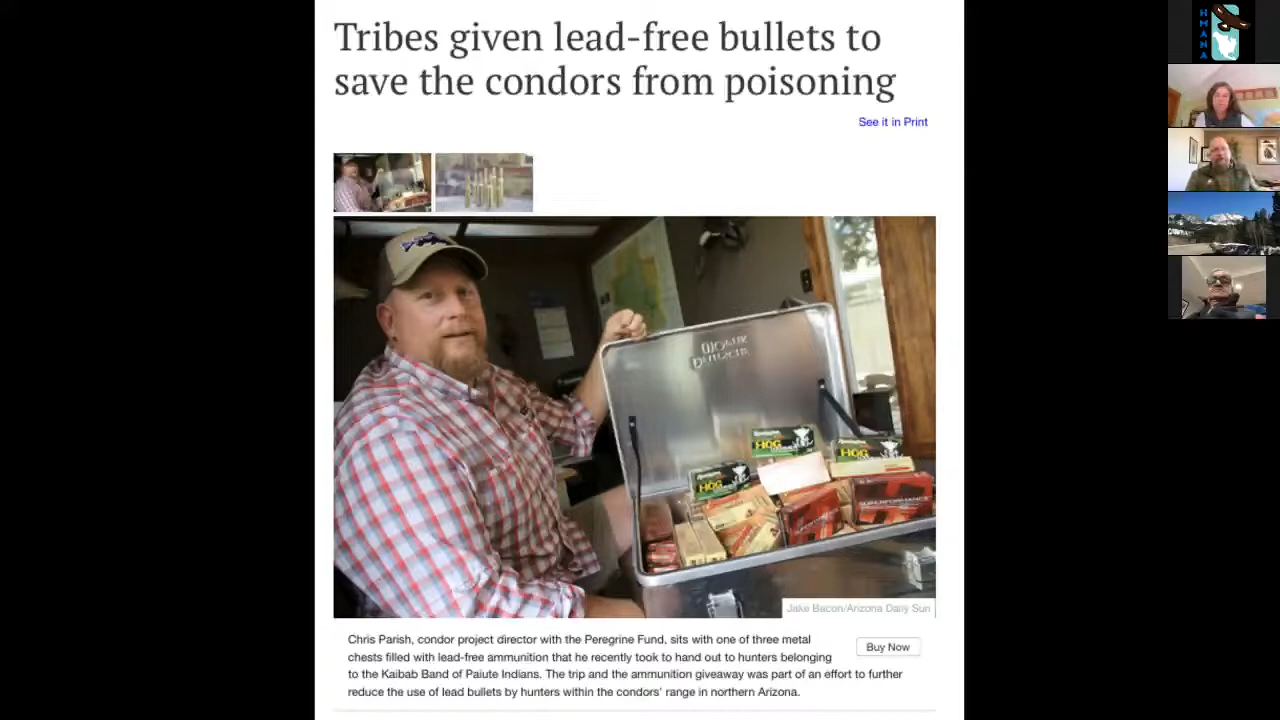 Tribes given lead-free bullets to
save the condors from poisoning
See it in Print
HMANA
HOG
HOG
HOG
SUPERFORMANCE
SUPERFORMANCE
Jake Bacon/Arizona Daily Sun
Chris Parish, condor project director with the Peregrine Fund, sits with one of three metal
chests filled with lead-free ammunition that he recently took to hand out to hunters belonging
to the Kaibab Band of Paiute Indians. The trip and the ammunition giveaway was part of an effort to further
reduce the use of lead bullets by hunters within the condors' range in northern Arizona.
Buy Now